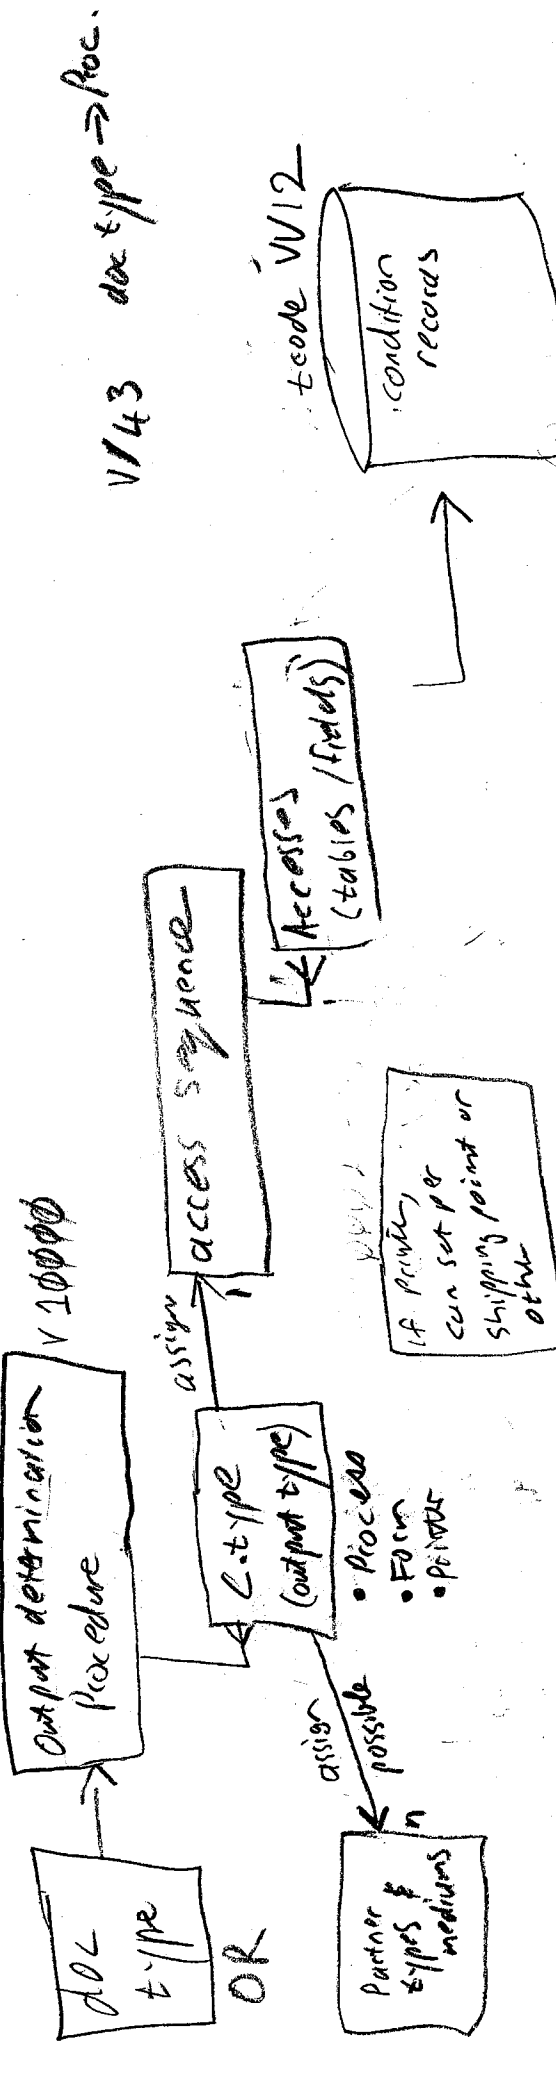 V/43 doc type → Proc.
doc
type
OR
Output determination
Procedure
V10000
C.type
(output type)
• Process
• Form
• Printer
assign
access sequence
1
Accesses
(tables / fields)
tcode VV12
condition
records
assign
possible
n
Partner
types &
mediums
if printer,
can set per
shipping point or
other